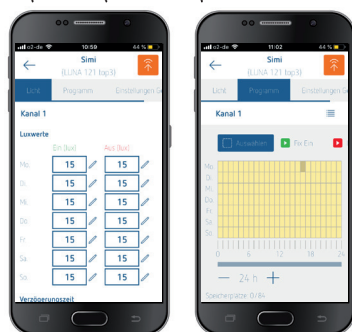 o2-de 10:59 44 %
Simi
(LUNA 121 top3)
Licht Programm Einstellungen G
Kanal 1
Luxwerte
Ein (lux) Aus (lux)
Mo 15 15
Di 15 15
Mi 15 15
Do 15 15
Fr 15 15
Sa 15 15
So 15 15
Verzögerungszeit
o2-de 11:02 44 %
Simi
(LUNA 121 top3)
Licht Programm Einstellungen G
Kanal 1
Auswählen Fix Ein
Mo
Di
Mi
Do
Fr
Sa
So
0 6 12 18 24
− 24 h +
Speicherplätze: 0/84